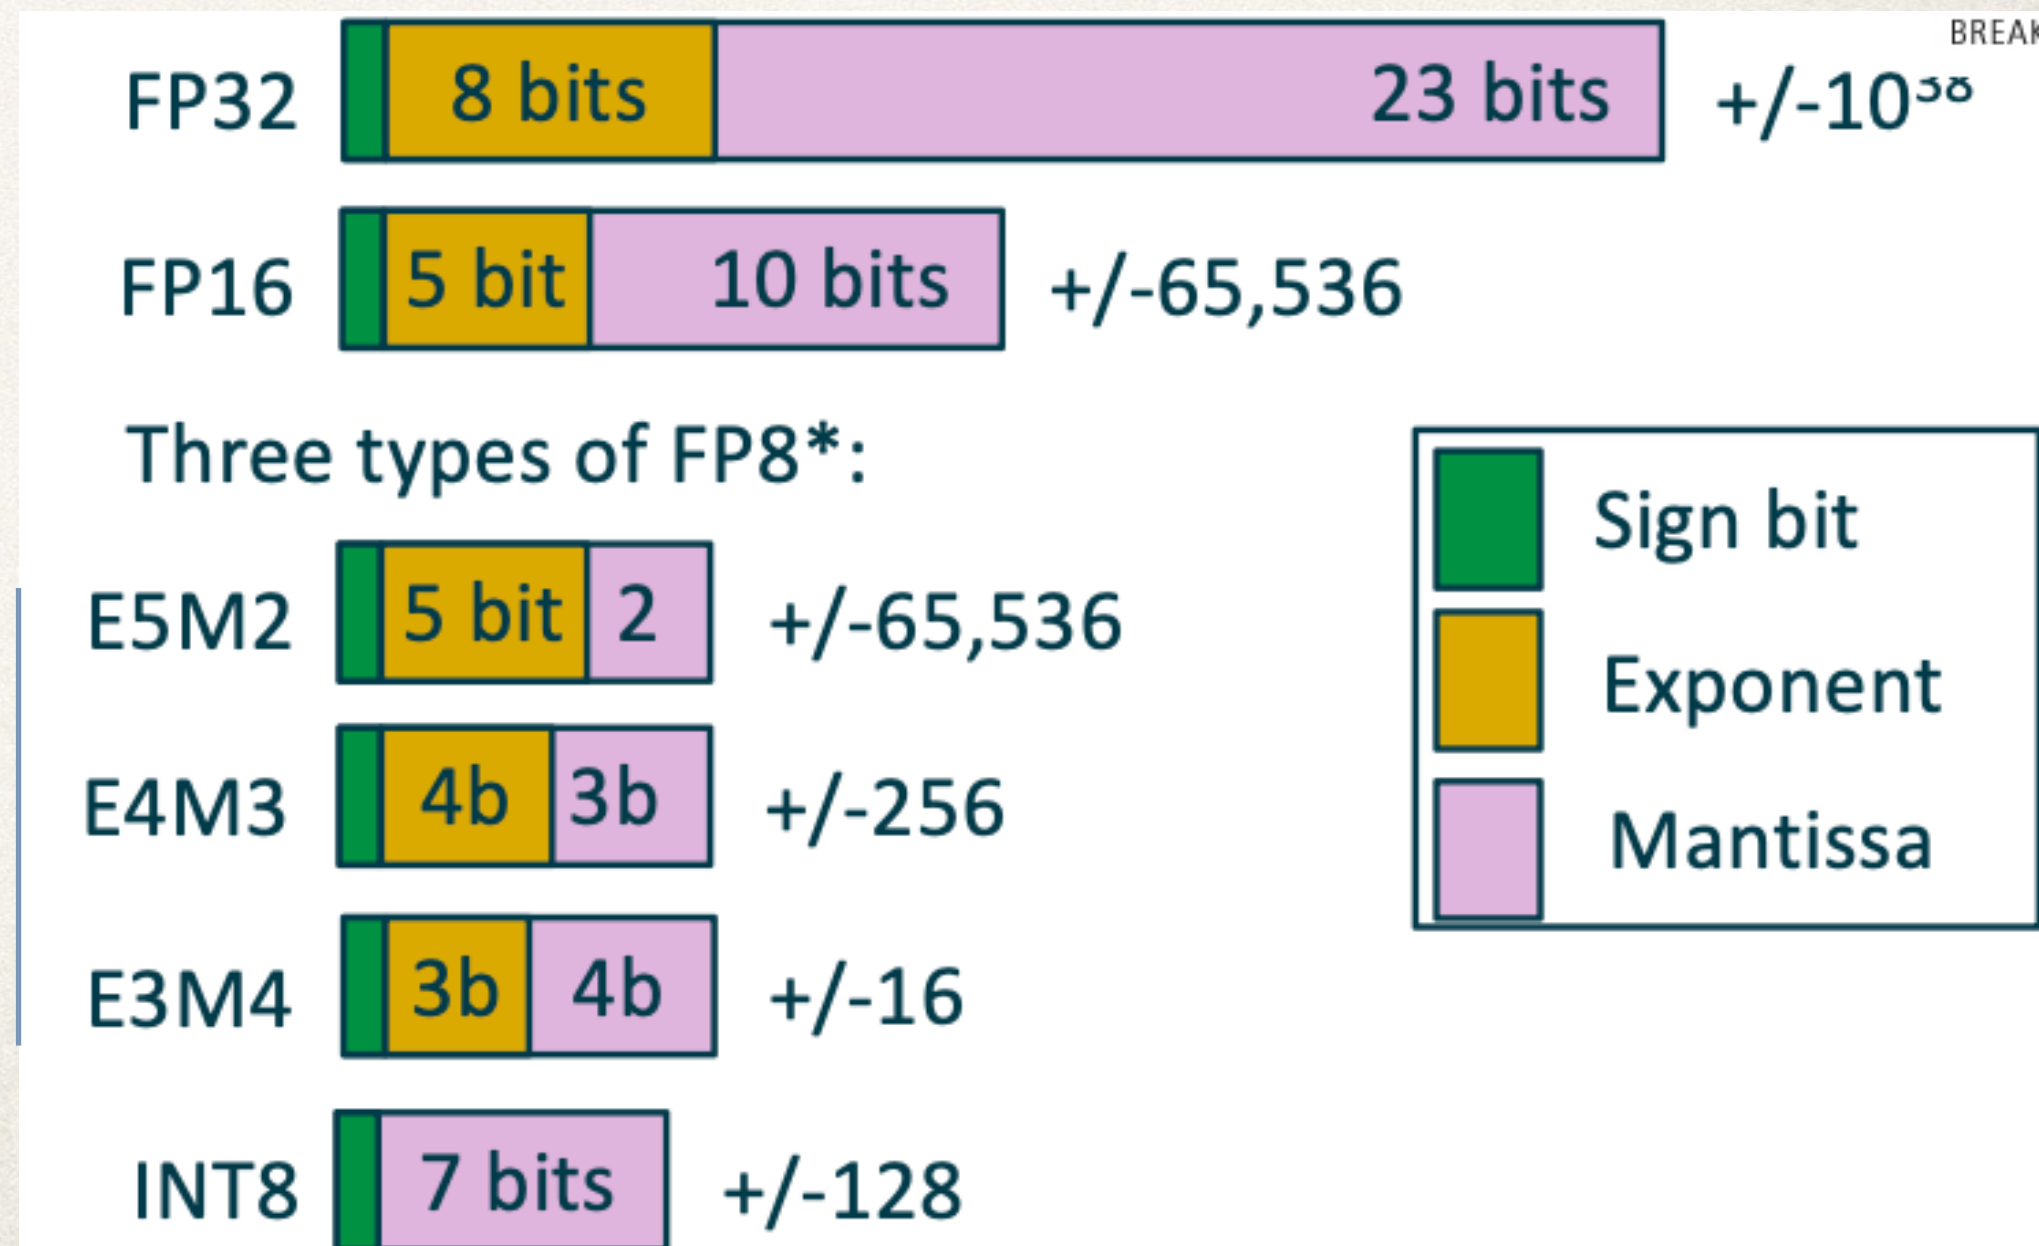 BREAK
FP32 8 bits 23 bits +/-10³⁸
FP16 5 bit 10 bits +/-65,536
Three types of FP8*:
E5M2 5 bit 2 +/-65,536
E4M3 4b 3b +/-256
E3M4 3b 4b +/-16
INT8 7 bits +/-128
Sign bit
Exponent
Mantissa